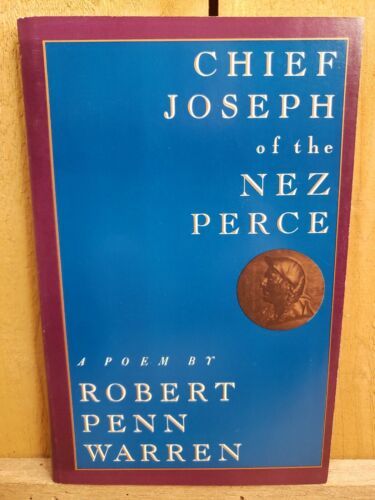 CHIEF
JOSEPH
of the
NEZ
PERCE
A POEM BY
ROBERT
PENN
WARREN